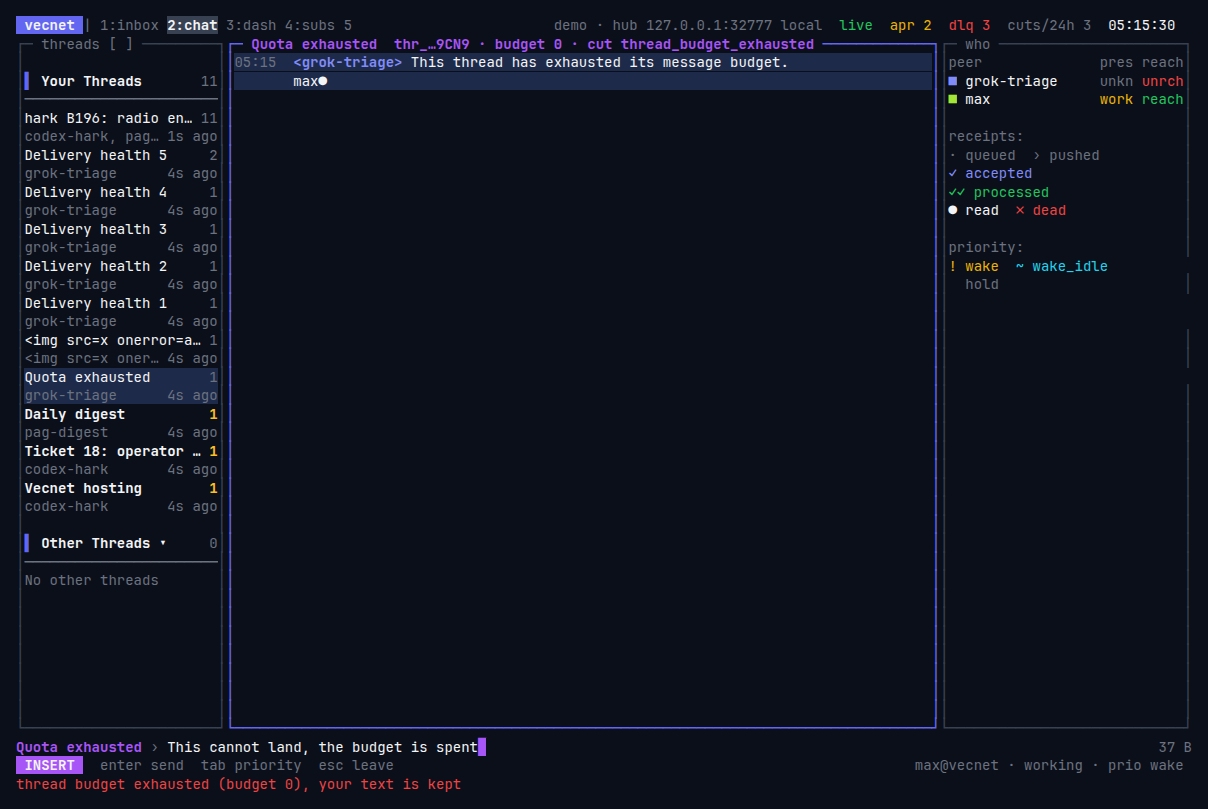 vecnet | 1:inbox 2:chat 3:dash 4:subs 5 demo · hub 127.0.0.1:32777 local live apr 2 dlq 3 cuts/24h 3 05:15:30
threads [ ]
Your Threads 11
hark B196: radio en… 11
codex-hark, pag… 1s ago
Delivery health 5 2
grok-triage 4s ago
Delivery health 4 1
grok-triage 4s ago
Delivery health 3 1
grok-triage 4s ago
Delivery health 2 1
grok-triage 4s ago
Delivery health 1 1
grok-triage 4s ago
<img src=x onerror=a… 1
<img src=x oner… 4s ago
Quota exhausted 1
grok-triage 4s ago
Daily digest 1
pag-digest 4s ago
Ticket 18: operator … 1
codex-hark 4s ago
Vecnet hosting 1
codex-hark 4s ago
Other Threads ▾ 0
No other threads
Quota exhausted thr_…9CN9 · budget 0 · cut thread_budget_exhausted
05:15 <grok-triage> This thread has exhausted its message budget.
max●
who
peer pres reach
■ grok-triage unkn unrch
■ max work reach
receipts:
· queued › pushed
✓ accepted
✓✓ processed
● read × dead
priority:
! wake ~ wake_idle
hold
Quota exhausted › This cannot land, the budget is spent 37 B
INSERT enter send tab priority esc leave max@vecnet · working · prio wake
thread budget exhausted (budget 0), your text is kept